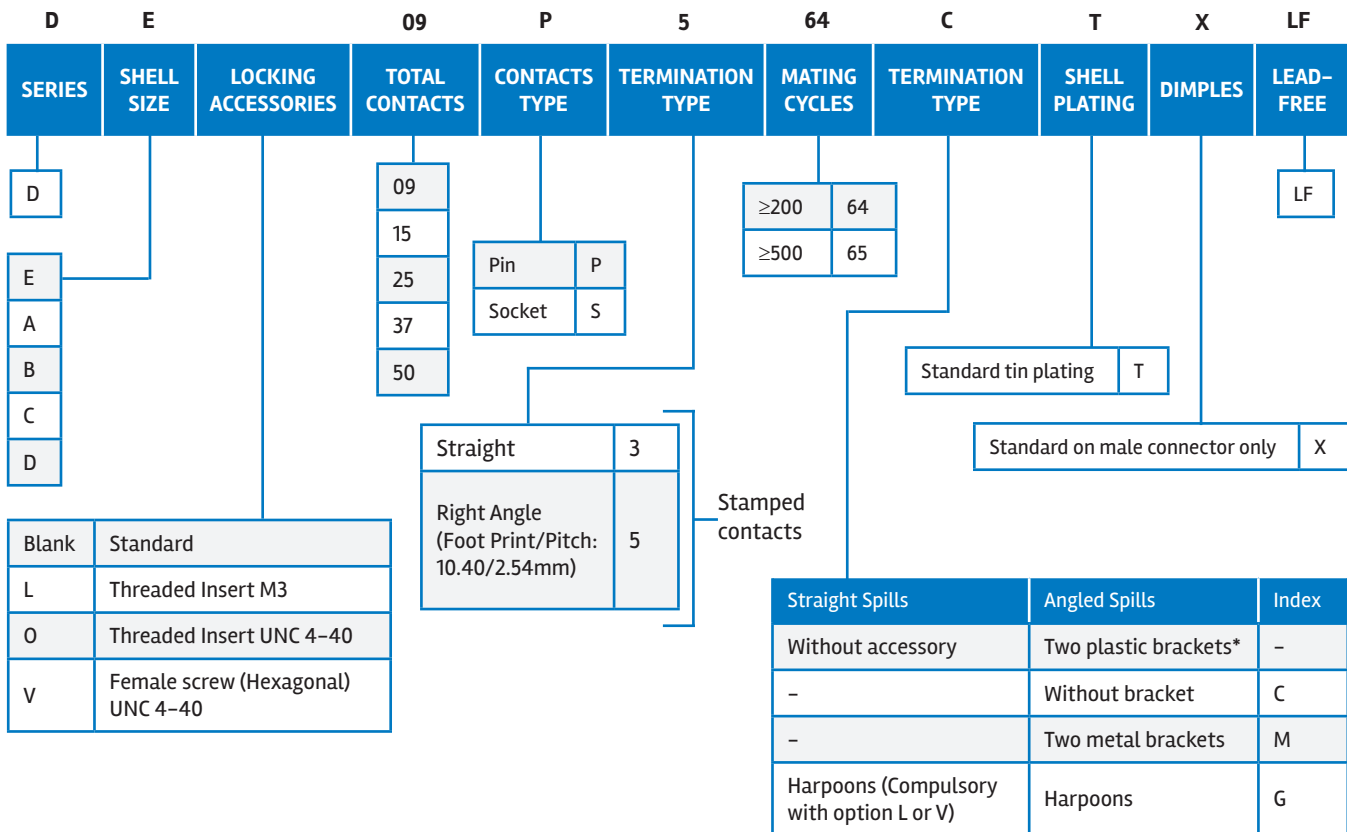 D E 09 P 5 64 C T X LF
SERIES
SHELL
SIZE
LOCKING
ACCESSORIES
TOTAL
CONTACTS
CONTACTS
TYPE
TERMINATION
TYPE
MATING
CYCLES
TERMINATION
TYPE
SHELL
PLATING
DIMPLES
LEAD–
FREE
D
E
A
B
C
D
Blank Standard
L Threaded Insert M3
O Threaded Insert UNC 4–40
V Female screw (Hexagonal)
UNC 4–40
09
15
25
37
50
Pin P
Socket S
Straight 3
Right Angle
(Foot Print/Pitch:
10.40/2.54mm)
5
Stamped
contacts
≥200 64
≥500 65
Standard tin plating T
Standard on male connector only X
LF
Straight Spills Angled Spills Index
Without accessory Two plastic brackets* –
– Without bracket C
– Two metal brackets M
Harpoons (Compulsory
with option L or V)
Harpoons G